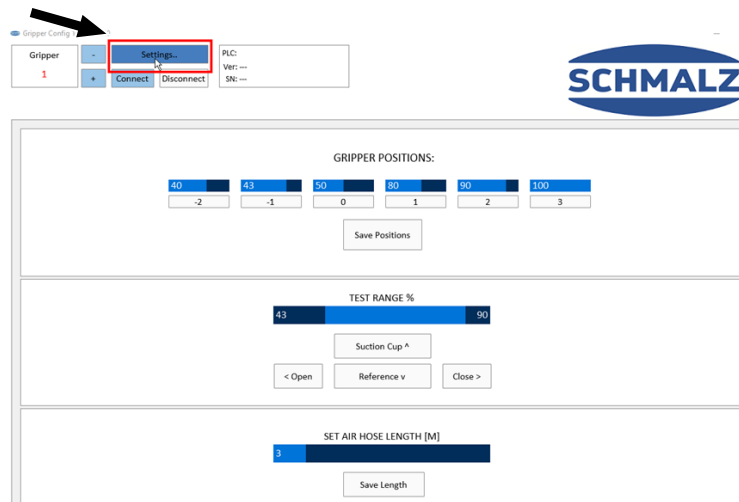 Gripper Config
Gripper
1
-
+
Settings..
Connect
Disconnect
PLC:
Ver: ---
SN: ---
SCHMALZ
GRIPPER POSITIONS:
40 43 50 80 90 100
-2 -1 0 1 2 3
Save Positions
TEST RANGE %
43 90
Suction Cup ^
< Open Reference v Close >
SET AIR HOSE LENGTH [M]
3
Save Length